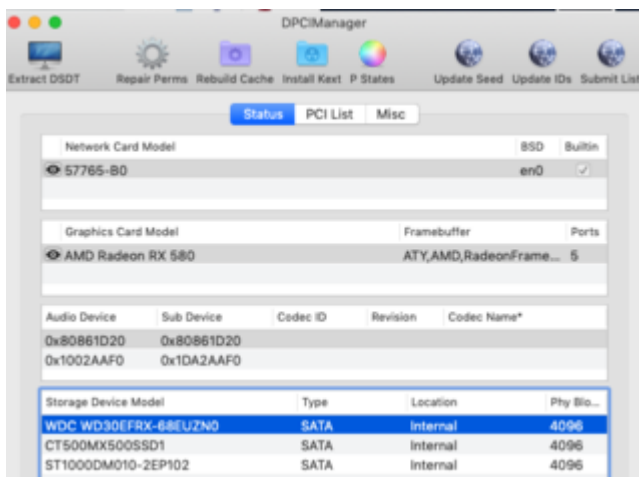 DPCIManager
Extract DSDT Repair Perms Rebuild Cache Install Kext P States Update Seed Update IDs Submit List
Status PCI List Misc
Network Card Model BSD Builtin
57765-B0 en0
Graphics Card Model Framebuffer Ports
AMD Radeon RX 580 ATY,AMD,RadeonFrame... 5
Audio Device Sub Device Codec ID Revision Codec Name*
0x80861D20 0x80861D20
0x1002AAF0 0x1DA2AAF0
Storage Device Model Type Location Phy Blo...
WDC WD30EFRX-68EUZN0 SATA Internal 4096
CT500MX500SSD1 SATA Internal 4096
ST1000DM010-2EP102 SATA Internal 4096